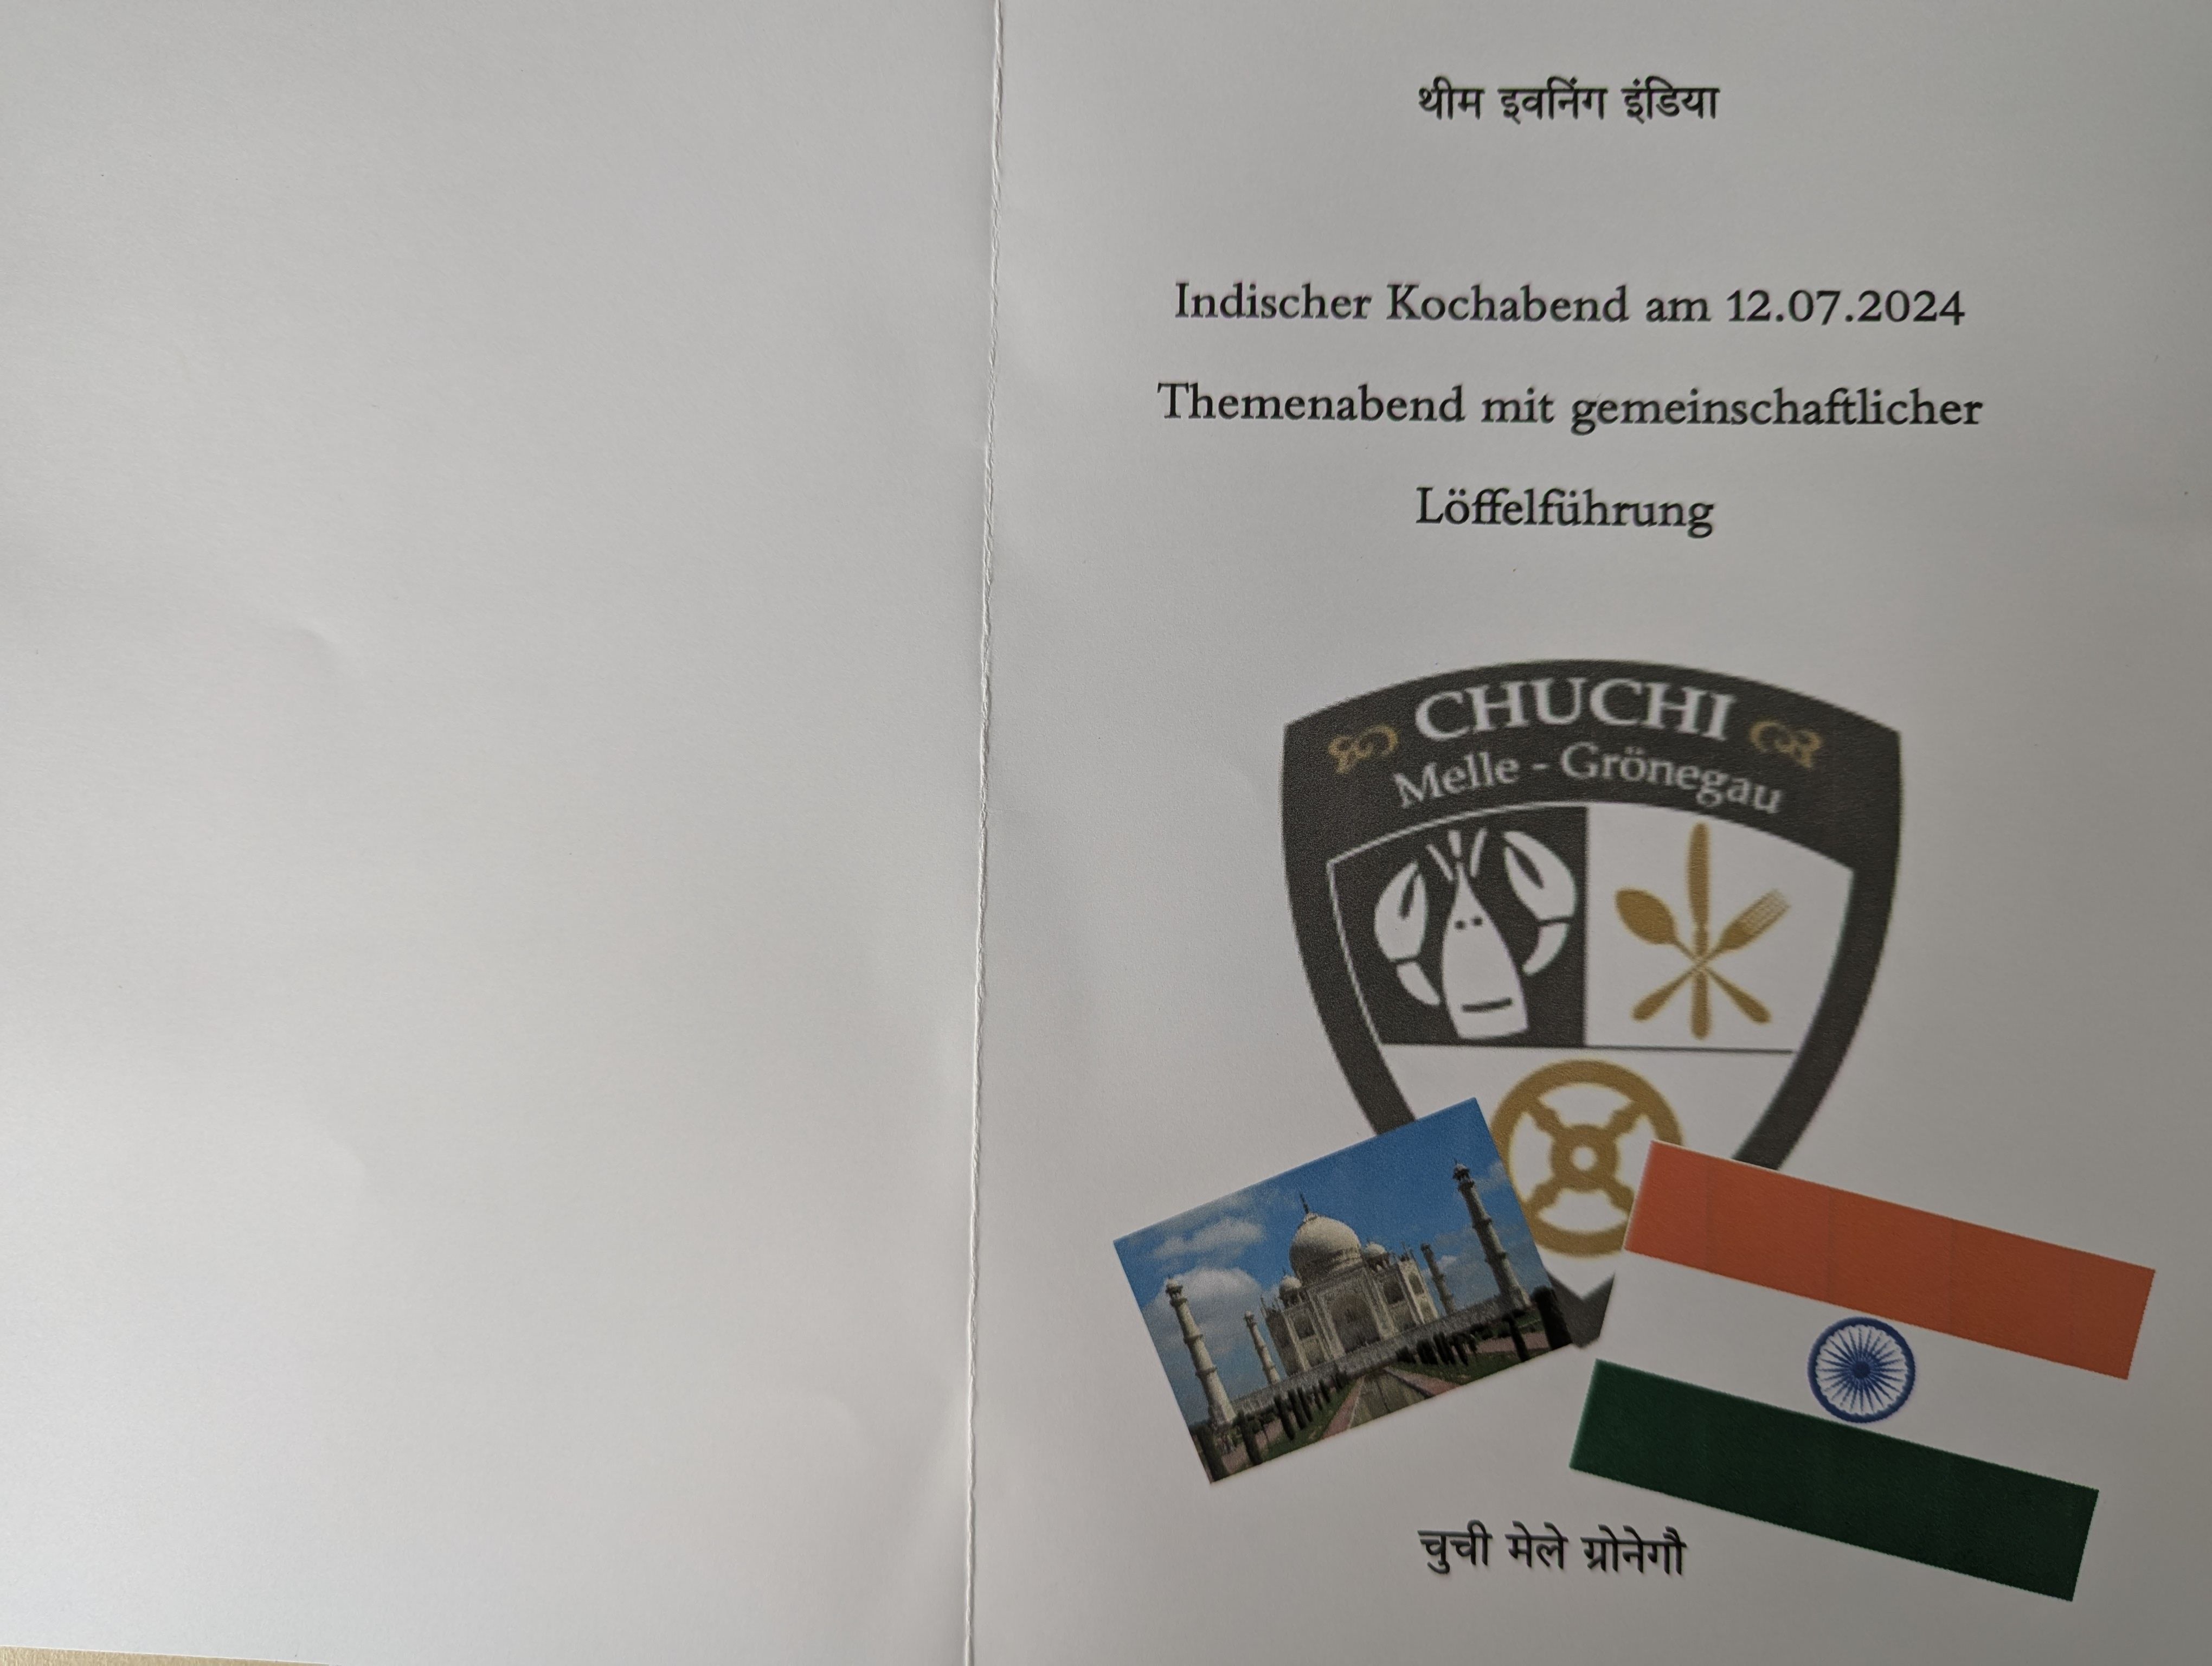 थीम इवनिंग इंडिया
Indischer Kochabend am 12.07.2024
Themenabend mit gemeinschaftlicher
Löffelführung
CHUCHI
Melle - Grönegau
चुची मेले ग्रोनेगौ